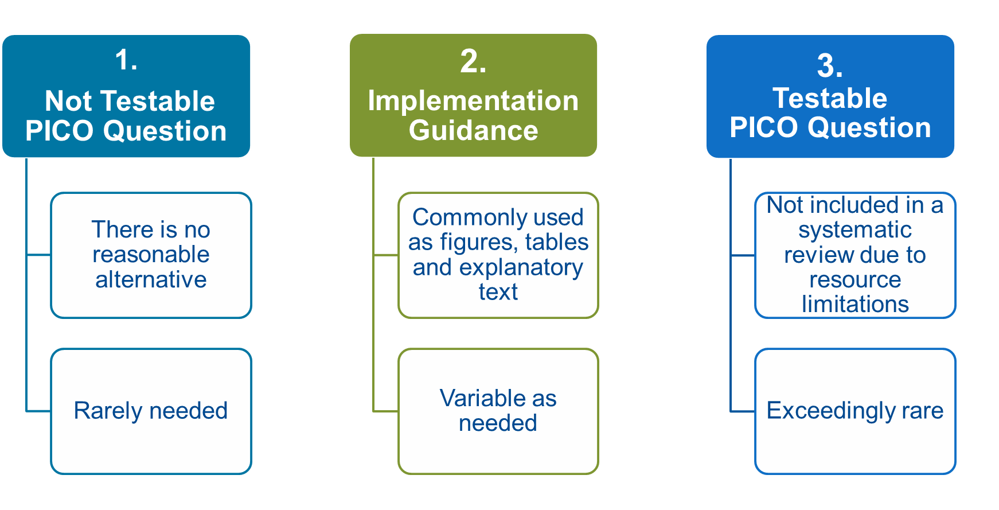 1.
Not Testable
PICO Question
There is no
reasonable
alternative
Rarely needed
2.
Implementation
Guidance
Commonly used
as figures, tables
and explanatory
text
Variable as
needed
3.
Testable
PICO Question
Not included in a
systematic
review due to
resource
limitations
Exceedingly rare